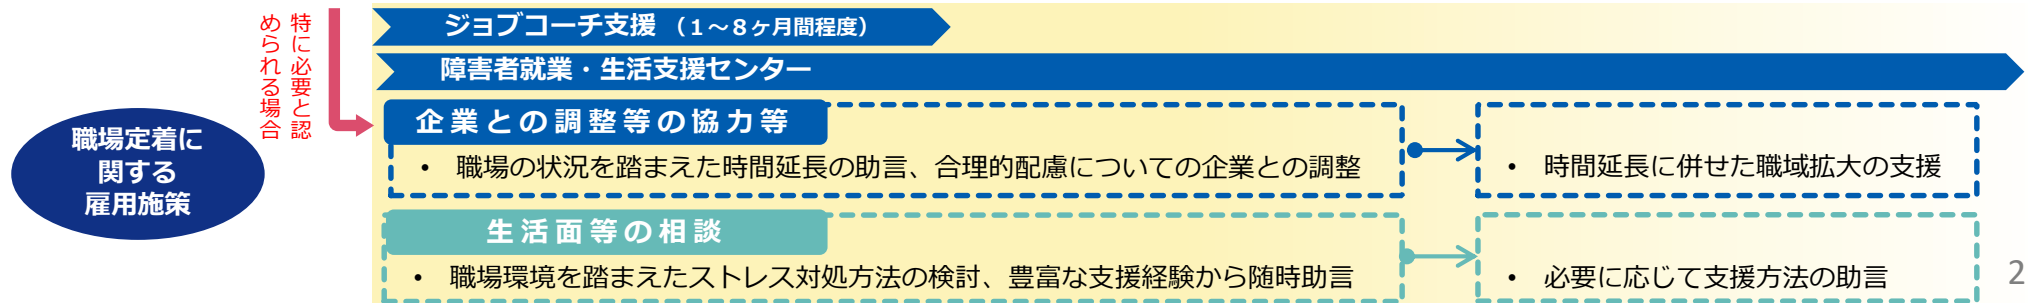 特に必要と認
められる場合
ジョブコーチ支援（１～８ヶ月間程度）
障害者就業・生活支援センター
職場定着に
関する
雇用施策
企業との調整等の協力等
• 職場の状況を踏まえた時間延長の助言、合理的配慮についての企業との調整
• 時間延長に併せた職域拡大の支援
生活面等の相談
• 職場環境を踏まえたストレス対処方法の検討、豊富な支援経験から随時助言
• 必要に応じて支援方法の助言
2